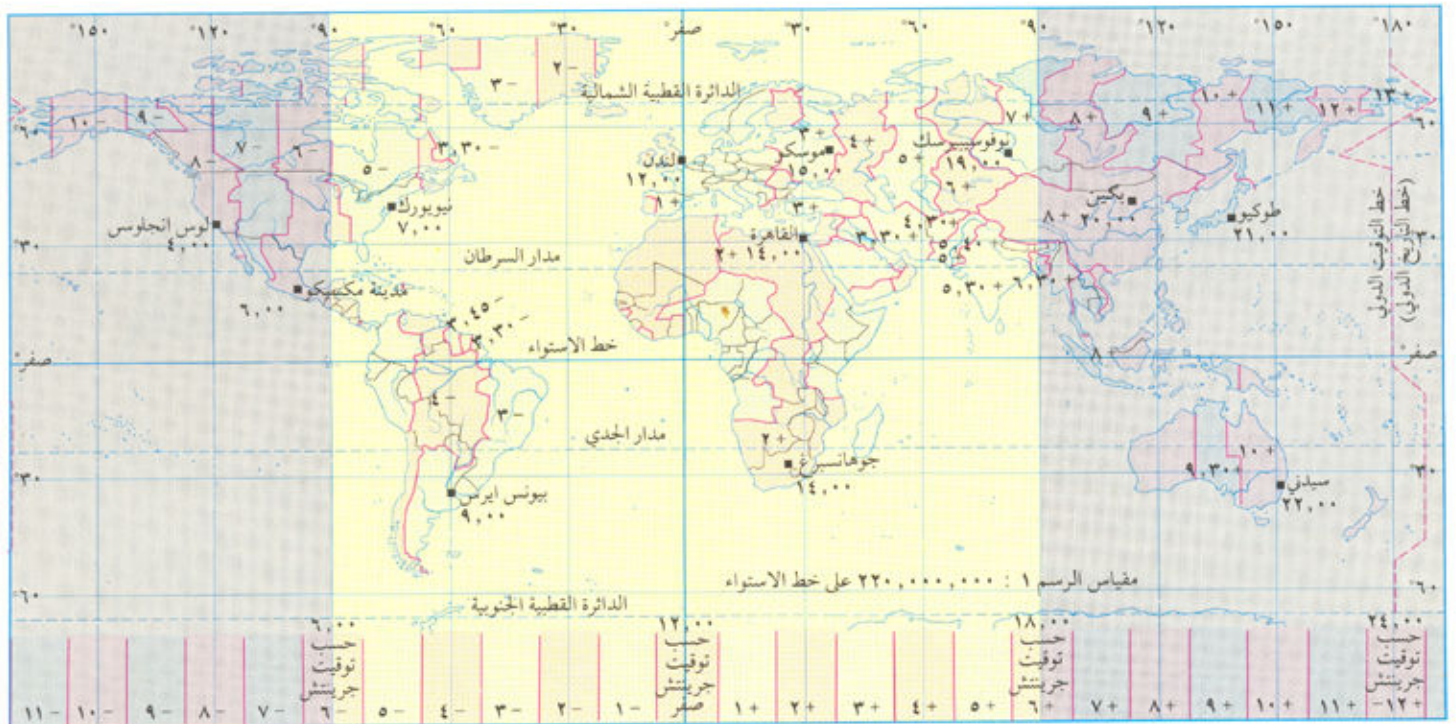 °١٥٠ °١٢٠ °٩٠ °٦٠ °٣٠ صفر° °٣٠ °٦٠ °٩٠ °١٢٠ °١٥٠ °١٨٠
الدائرة القطبية الشمالية
°٦٠
°٦٠
١٠ −
٩ −
٨ −
٧ −
٦ −
٥ −
٣,٣٠ −
٣ −
٢ −
٣ +
٤ +
٥ +
٦ +
٧ +
٨ +
٩ +
١٠ +
١١ +
١٢ +
١٣ +
لندن
١٢,٠٠
موسكو
١٥,٠٠
نوفوسيبيرسك
١٩,٠٠
بكين
٨ + ٢٠,٠٠
طوكيو
٢١,٠٠
نيويورك
٧,٠٠
لوس انجلوس
٤,٠٠
°٣٠
°٣٠
١ +
٣ +
القاهرة
٢ + ١٤,٠٠
٣,٣٠ +
٤,٣٠ +
٥,٤٠ +
٥ +
٥,٣٠ +
٦,٣٠ +
مدار السرطان
مدينة مكسيكو
٦,٠٠
٣,٤٥ −
٣,٣٠ −
خط الاستواء
صفر°
صفر°
٨ +
خط التوقيت الدولي
(خط التاريخ الدولي)
٤ −
٣ −
مدار الجدي
٢ +
جوهانسبرغ
١٤,٠٠
٩,٣٠ +
١٠ +
سيدني
٢٢,٠٠
°٣٠
°٣٠
بيونس ايرس
٩,٠٠
مقياس الرسم ١ : ٢٢٠,٠٠٠,٠٠٠ على خط الاستواء
°٦٠
°٦٠
الدائرة القطبية الجنوبية
٦,٠٠
حسب
توقيت
جرينتش
١٢,٠٠
حسب
توقيت
جرينتش
صفر
١٨,٠٠
حسب
توقيت
جرينتش
٢٤,٠٠
حسب
توقيت
جرينتش
١١ − ١٠ − ٩ − ٨ − ٧ − ٦ − ٥ − ٤ − ٣ − ٢ − ١ − ١ + ٢ + ٣ + ٤ + ٥ + ٦ + ٧ + ٨ + ٩ + ١٠ + ١١ + −١٢+